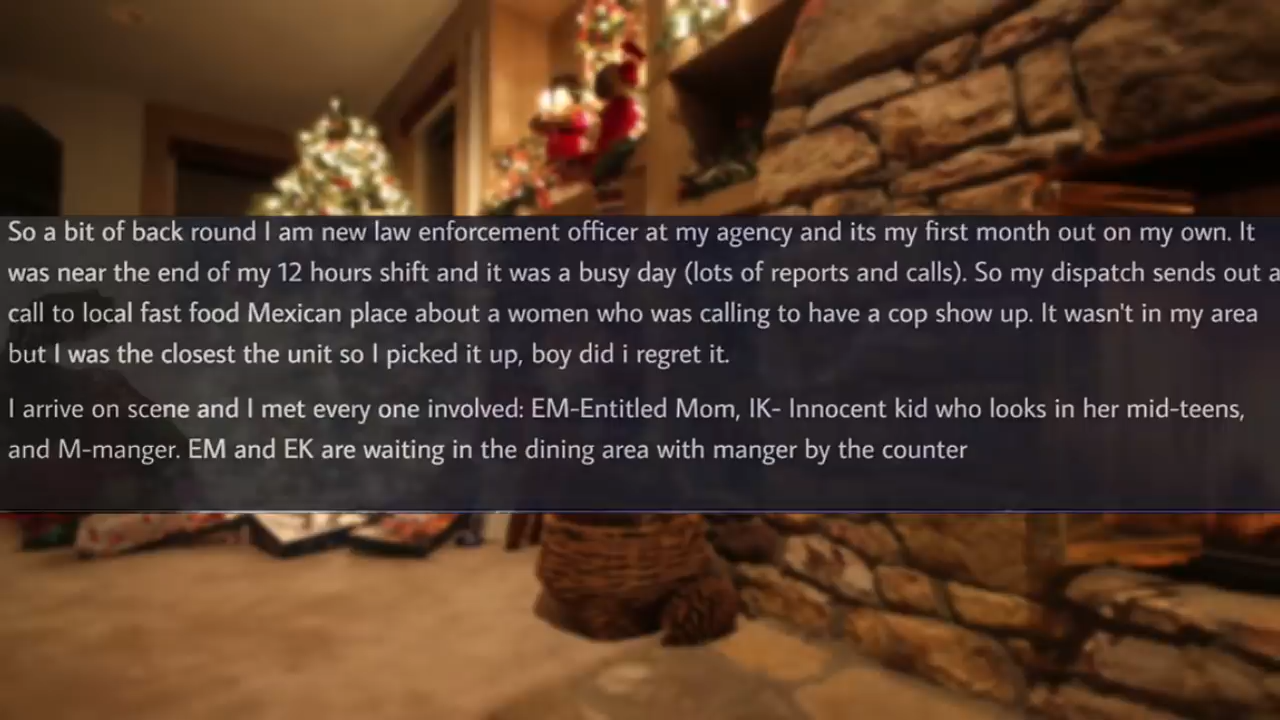 So a bit of back round I am new law enforcement officer at my agency and its my first month out on my own. It
was near the end of my 12 hours shift and it was a busy day (lots of reports and calls). So my dispatch sends out a
call to local fast food Mexican place about a women who was calling to have a cop show up. It wasn't in my area
but I was the closest the unit so I picked it up, boy did i regret it.
I arrive on scene and I met every one involved: EM-Entitled Mom, IK- Innocent kid who looks in her mid-teens,
and M-manger. EM and EK are waiting in the dining area with manger by the counter